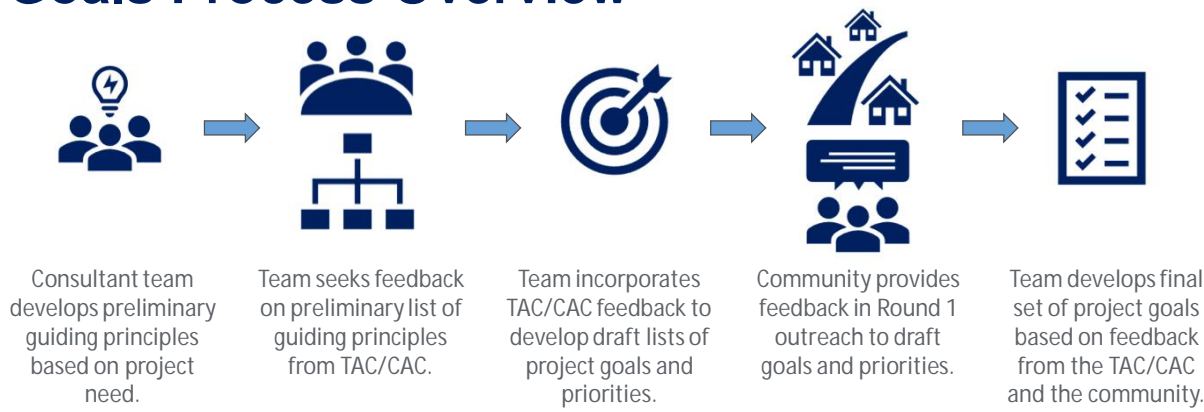 Goals Process Overview
Consultant team
develops preliminary
guiding principles
based on project
need.
Team seeks feedback
on preliminary list of
guiding principles
from TAC/CAC.
Team incorporates
TAC/CAC feedback to
develop draft lists of
project goals and
priorities.
Community provides
feedback in Round 1
outreach to draft
goals and priorities.
Team develops final
set of project goals
based on feedback
from the TAC/CAC
and the community.